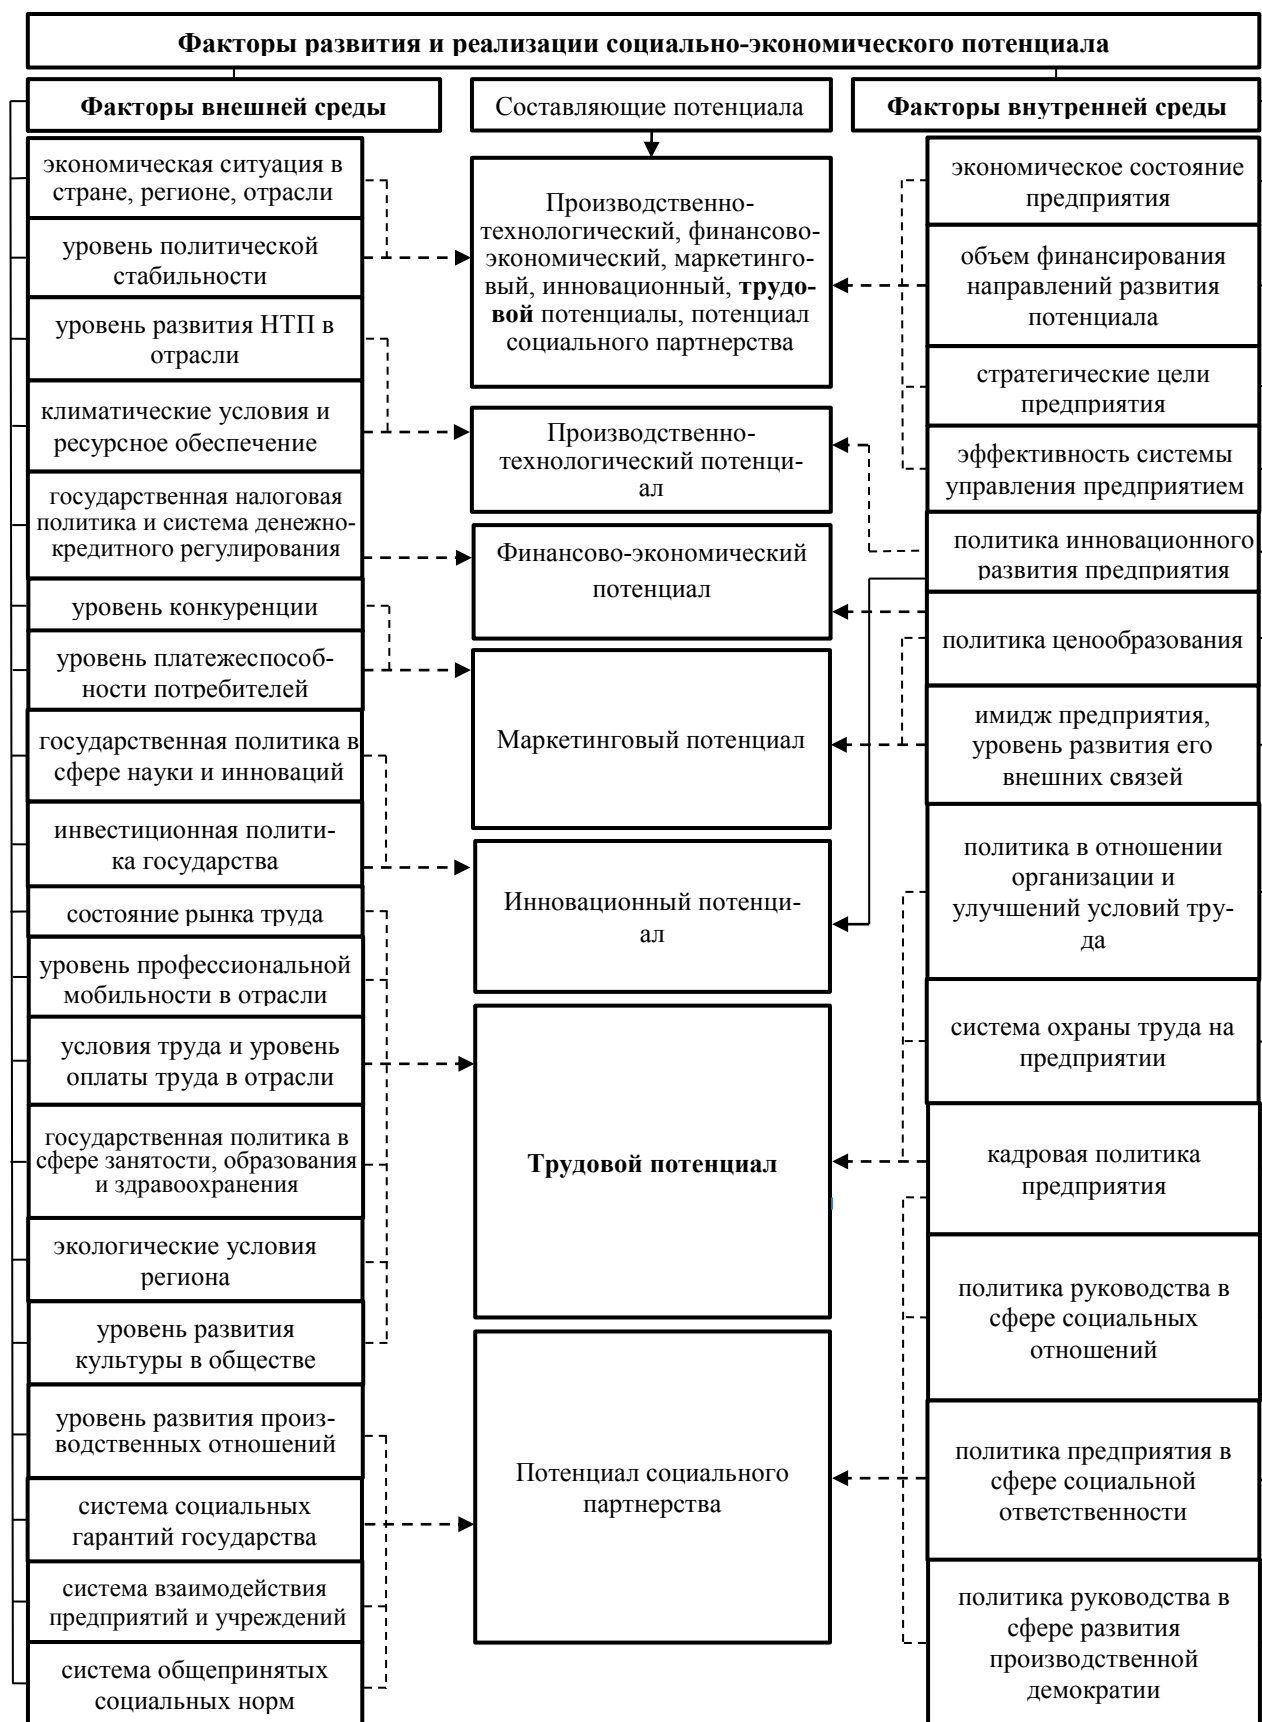 Факторы развития и реализации социально-экономического потенциала
Факторы внешней среды
экономическая ситуация в
стране, регионе, отрасли
уровень политической
стабильности
уровень развития НТП в
отрасли
климатические условия и
ресурсное обеспечение
государственная налоговая
политика и система денежно-
кредитного регулирования
уровень конкуренции
уровень платежеспособ-
ности потребителей
государственная политика в
сфере науки и инноваций
инвестиционная полити-
ка государства
состояние рынка труда
уровень профессиональной
мобильности в отрасли
условия труда и уровень
оплаты труда в отрасли
государственная политика в
сфере занятости, образования
и здравоохранения
экологические условия
региона
уровень развития
культуры в обществе
уровень развития произ-
водственных отношений
система социальных
гарантий государства
система взаимодействия
предприятий и учреждений
система общепринятых
социальных норм
Составляющие потенциала
Производственно-
технологический, финансово-
экономический, маркетинго-
вый, инновационный, трудо-
вой потенциалы, потенциал
социального партнерства
Производственно-
технологический потенци-
ал
Финансово-экономический
потенциал
Маркетинговый потенциал
Инновационный потенци-
ал
Трудовой потенциал
Потенциал социального
партнерства
Факторы внутренней среды
экономическое состояние
предприятия
объем финансирования
направлений развития
потенциала
стратегические цели
предприятия
эффективность системы
управления предприятием
политика инновационного
развития предприятия
политика ценообразования
имидж предприятия,
уровень развития его
внешних связей
политика в отношении
организации и
улучшений условий тру-
да
система охраны труда на
предприятии
кадровая политика
предприятия
политика руководства в
сфере социальных
отношений
политика предприятия в
сфере социальной
ответственности
политика руководства в
сфере развития
производственной
демократии